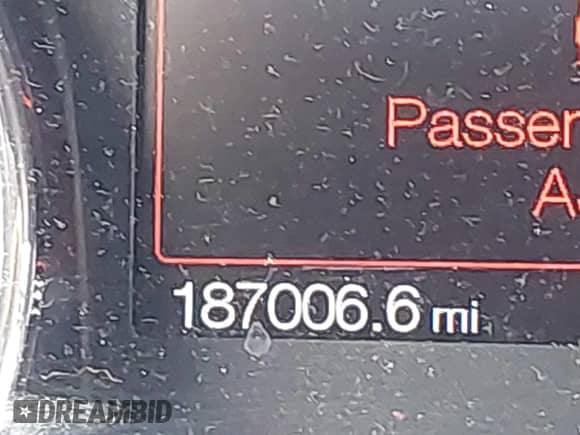 Passen
A
187006.6 mi
DREAMBID